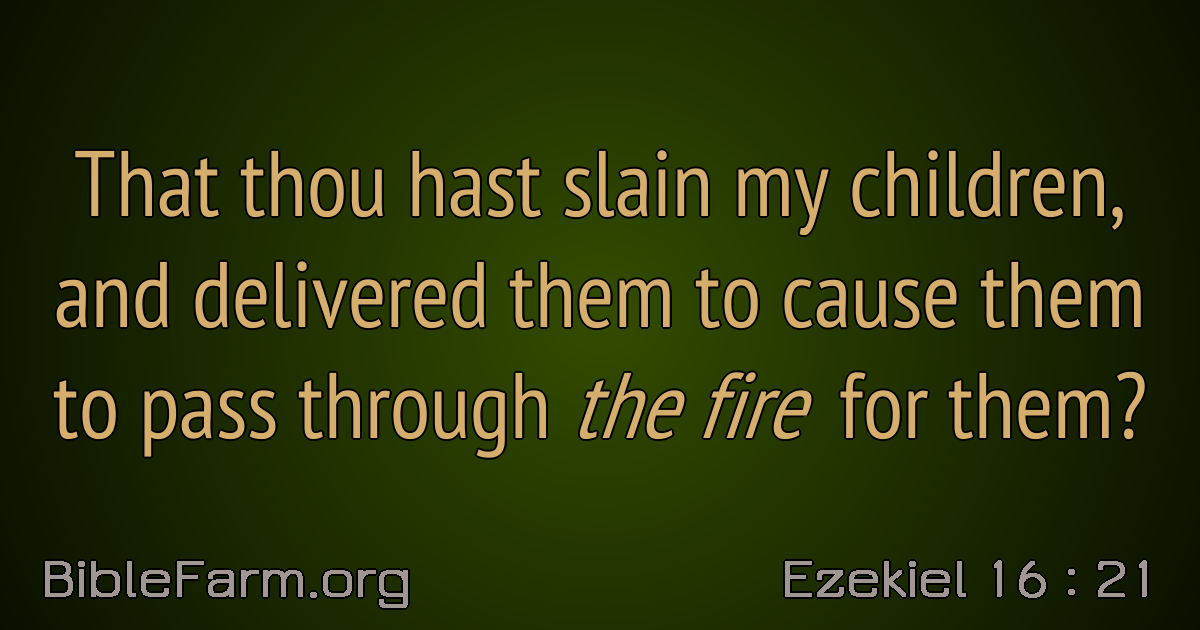 That thou hast slain my children,
and delivered them to cause them
to pass through the fire for them?
BibleFarm.org
Ezekiel 16 : 21